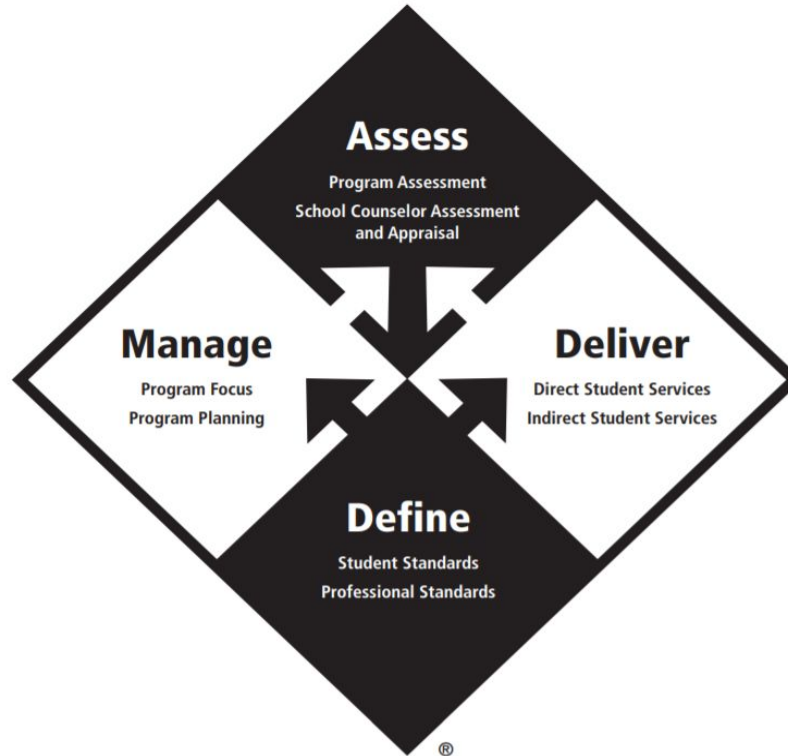 Assess
Program Assessment
School Counselor Assessment
and Appraisal
Manage
Program Focus
Program Planning
Deliver
Direct Student Services
Indirect Student Services
Define
Student Standards
Professional Standards
®